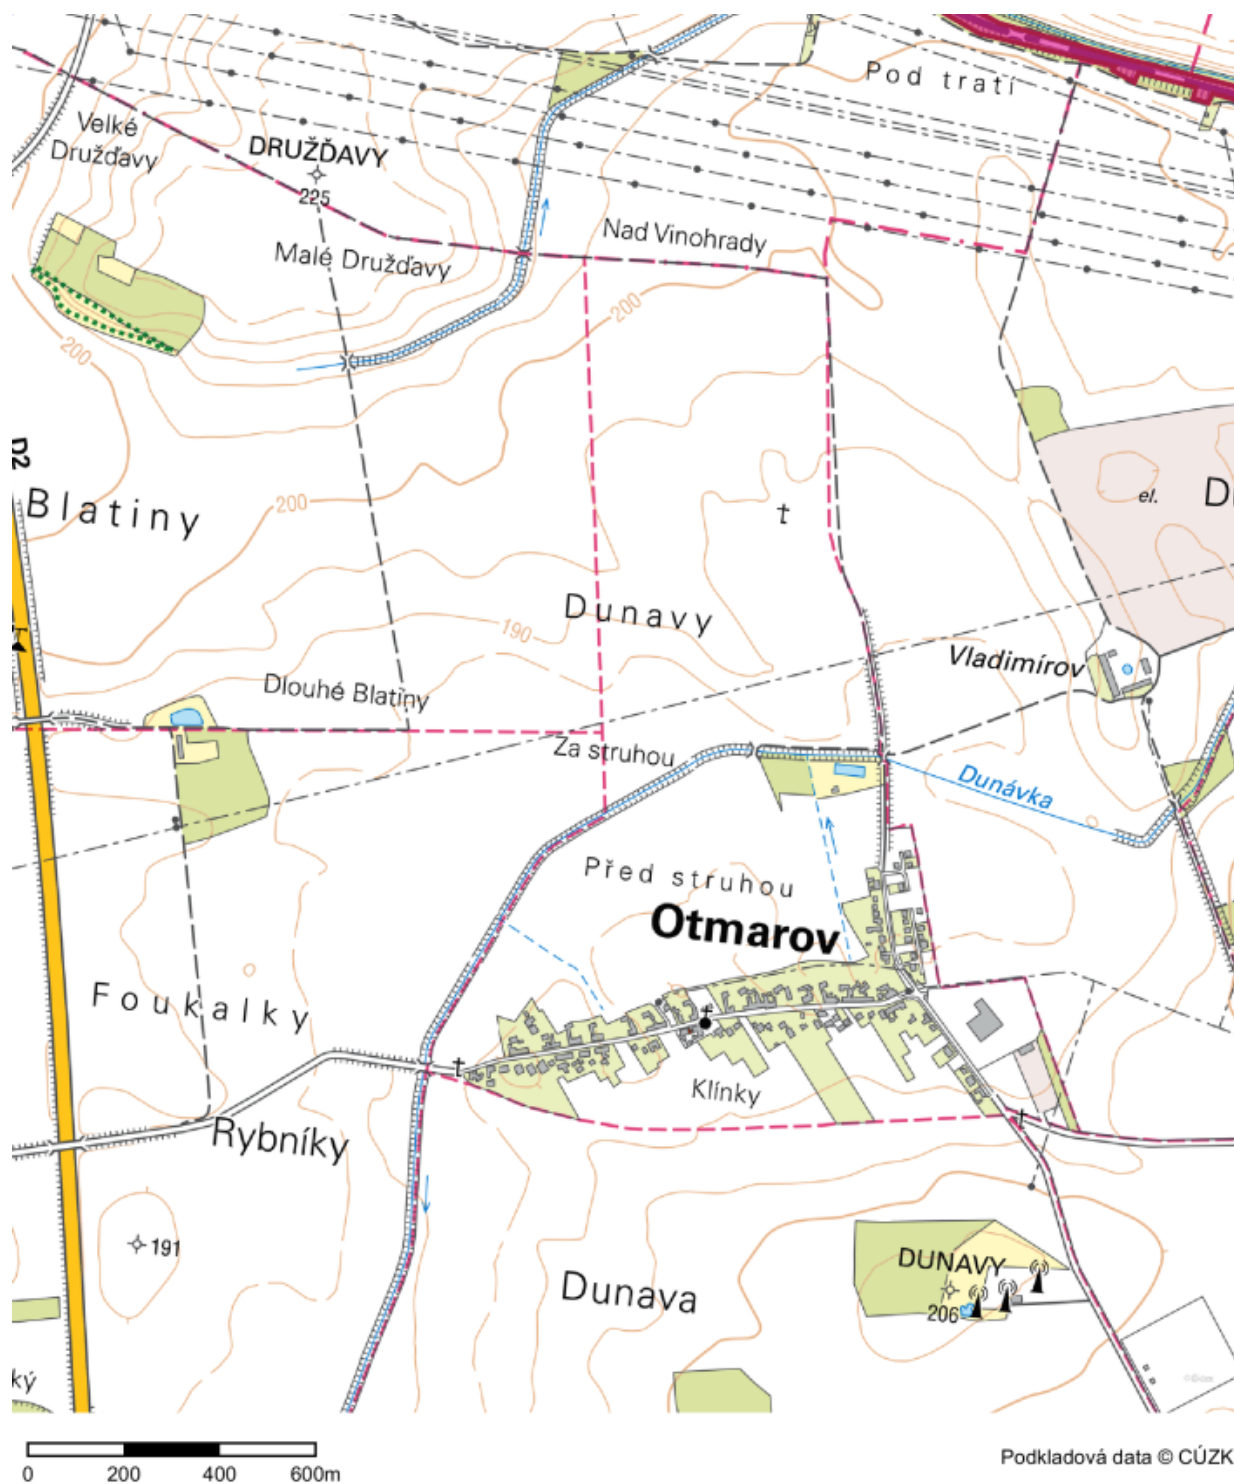 Pod tratí
Velké
Družďavy
DRUŽĎAVY
225
Nad Vinohrady
Malé Družďavy
200
200
D2
Blatiny
200
el.
D
190
Dunavy
Vladimírov
Dlouhé Blatiny
Za struhou
Dunávka
Před struhou
Otmarov
Foukalky
Klínky
Rybníky
191
DUNAVY
Dunava
206
ký
0 200 400 600m
Podkladová data © ČÚZK